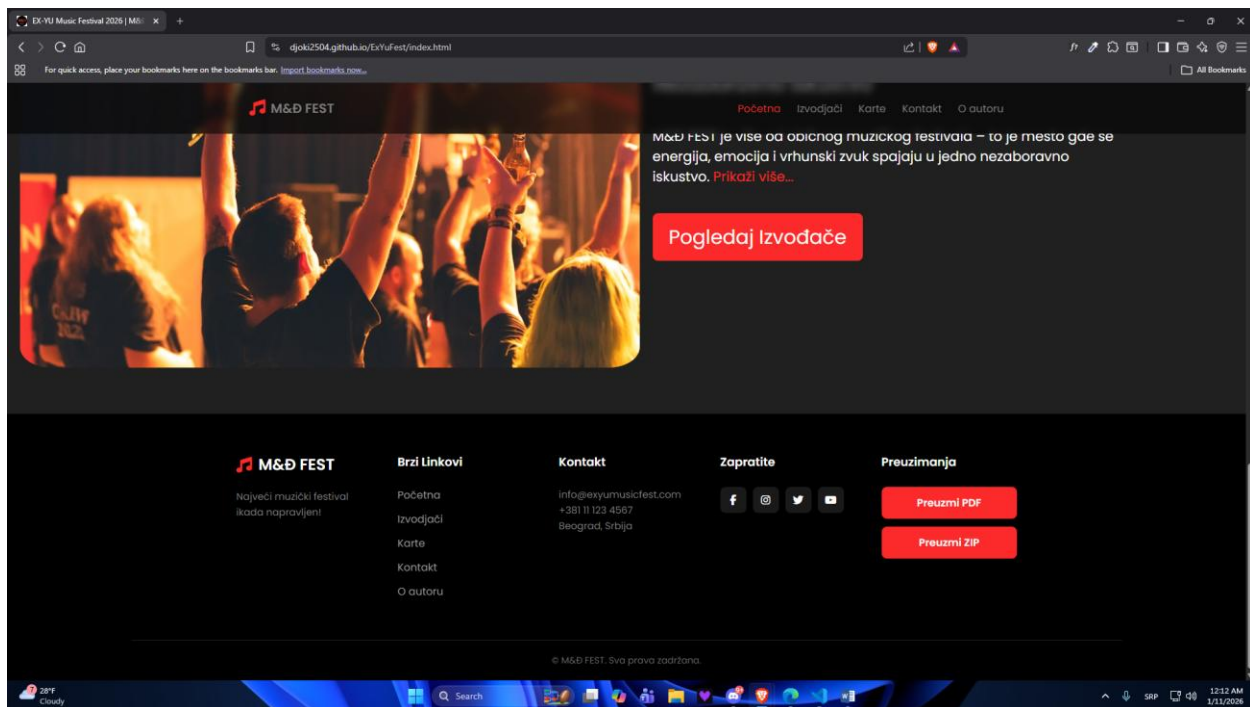 EX-YU Music Festival 2026 | M&Đ
djoki2504.github.io/ExYuFest/index.html
For quick access, place your bookmarks here on the bookmarks bar. Import bookmarks now...
All Bookmarks
M&Đ FEST
Početna Izvodjači Karte Kontakt O autoru
M&Đ FEST je više od običnog muzičkog festivala – to je mesto gde se
energija, emocija i vrhunski zvuk spajaju u jedno nezaboravno
iskustvo. Prikaži više...
Pogledaj Izvođače
M&Đ FEST
Najveći muzički festival
ikada napravljen!
Brzi Linkovi
Početna
Izvodjači
Karte
Kontakt
O autoru
Kontakt
info@exyumusicfest.com
+381 11 123 4567
Beograd, Srbija
Zapratite
Preuzimanja
Preuzmi PDF
Preuzmi ZIP
© M&Đ FEST. Sva prava zadržana.
7
28°F
Cloudy
Search
SRP
12:12 AM
1/11/2026